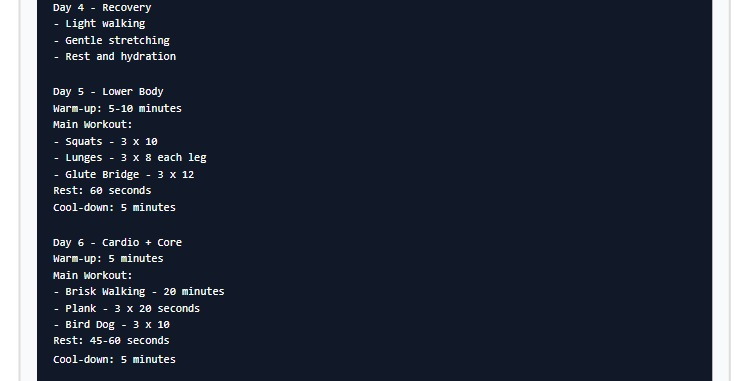 Day 4 - Recovery
- Light walking
- Gentle stretching
- Rest and hydration
Day 5 - Lower Body
Warm-up: 5-10 minutes
Main Workout:
- Squats - 3 x 10
- Lunges - 3 x 8 each leg
- Glute Bridge - 3 x 12
Rest: 60 seconds
Cool-down: 5 minutes
Day 6 - Cardio + Core
Warm-up: 5 minutes
Main Workout:
- Brisk Walking - 20 minutes
- Plank - 3 x 20 seconds
- Bird Dog - 3 x 10
Rest: 45-60 seconds
Cool-down: 5 minutes